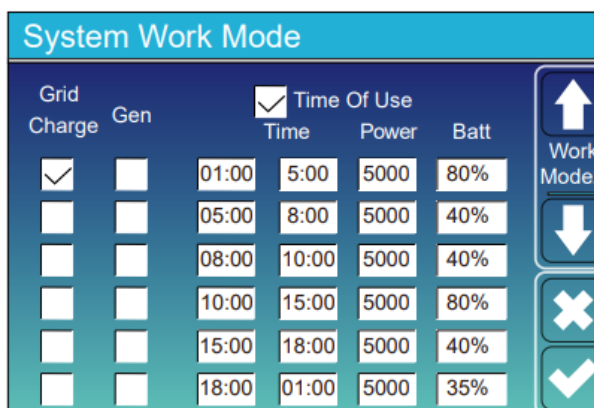 System Work Mode
Grid Charge Gen
Time Of Use
Time Power Batt
01:00 5:00 5000 80%
05:00 8:00 5000 40%
08:00 10:00 5000 40%
10:00 15:00 5000 80%
15:00 18:00 5000 40%
18:00 01:00 5000 35%
Work
Mode